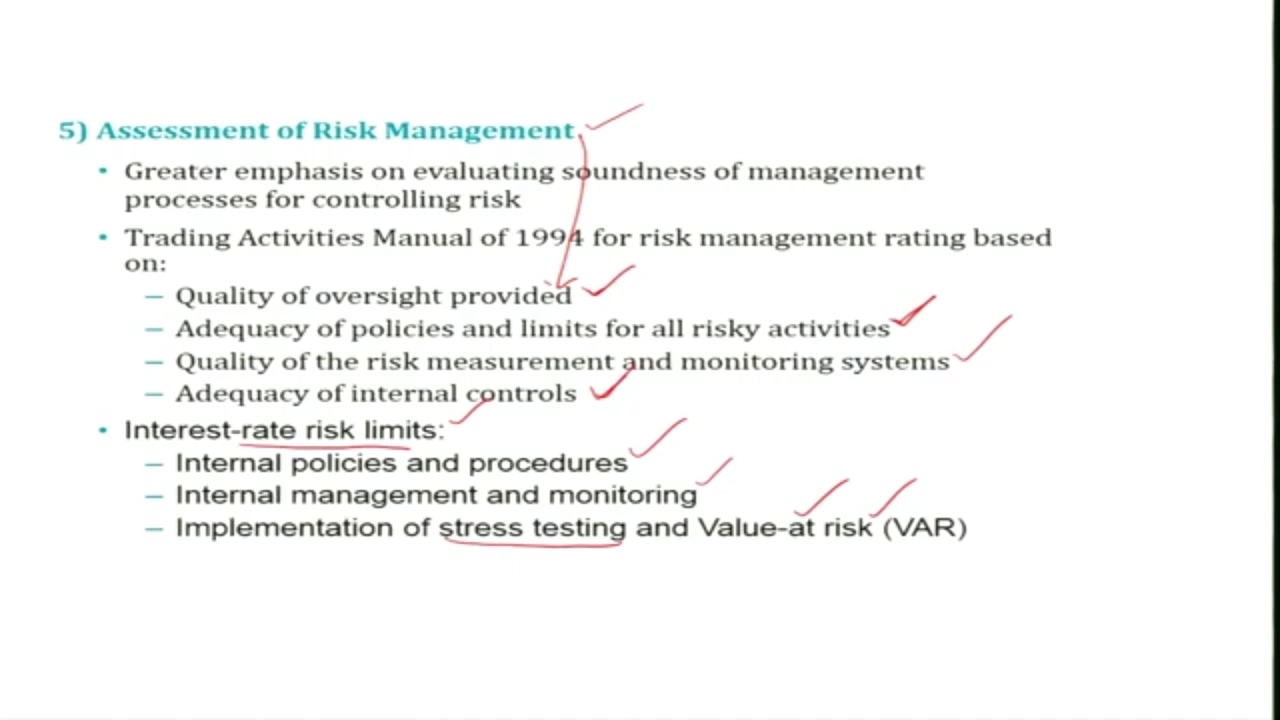 5) Assessment of Risk Management
• Greater emphasis on evaluating soundness of management
processes for controlling risk
• Trading Activities Manual of 1994 for risk management rating based
on:
– Quality of oversight provided
– Adequacy of policies and limits for all risky activities
– Quality of the risk measurement and monitoring systems
– Adequacy of internal controls
• Interest-rate risk limits:
– Internal policies and procedures
– Internal management and monitoring
– Implementation of stress testing and Value-at risk (VAR)